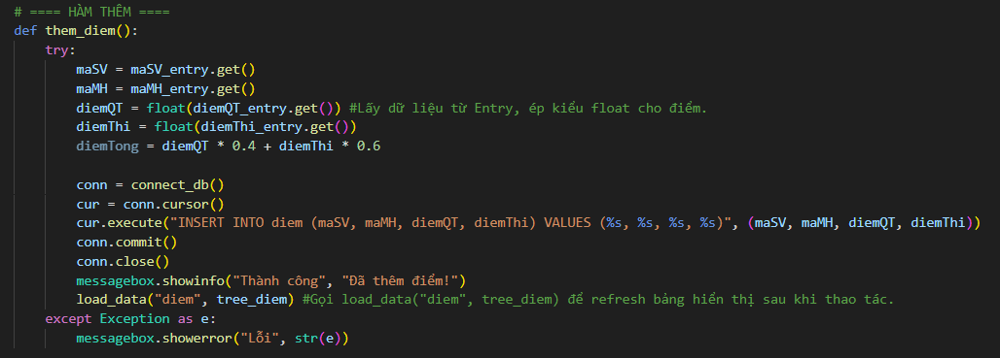 # ==== HÀM THÊM ====
def them_diem():
    try:
        maSV = maSV_entry.get()
        maMH = maMH_entry.get()
        diemQT = float(diemQT_entry.get()) #Lấy dữ liệu từ Entry, ép kiểu float cho điểm.
        diemThi = float(diemThi_entry.get())
        diemTong = diemQT * 0.4 + diemThi * 0.6

        conn = connect_db()
        cur = conn.cursor()
        cur.execute("INSERT INTO diem (maSV, maMH, diemQT, diemThi) VALUES (%s, %s, %s, %s)", (maSV, maMH, diemQT, diemThi))
        conn.commit()
        conn.close()
        messagebox.showinfo("Thành công", "Đã thêm điểm!")
        load_data("diem", tree_diem) #Gọi load_data("diem", tree_diem) để refresh bảng hiển thị sau khi thao tác.
    except Exception as e:
        messagebox.showerror("Lỗi", str(e))